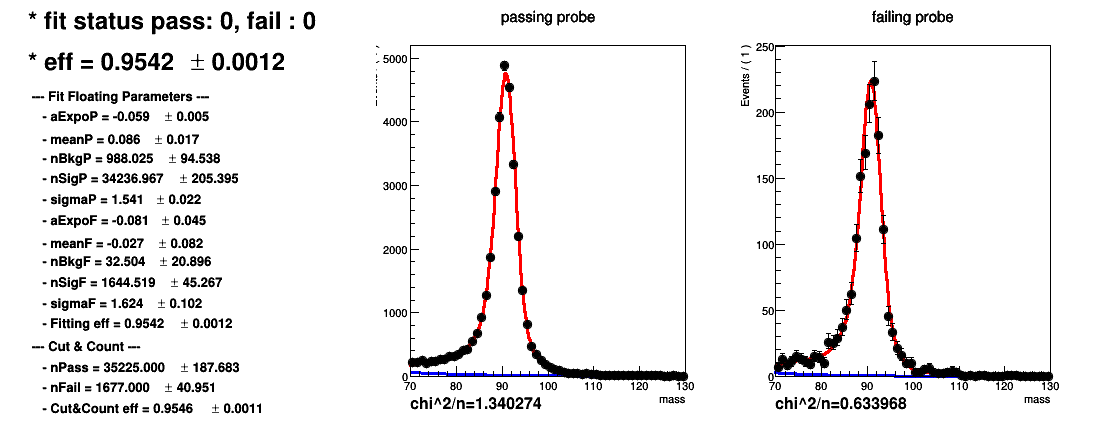 * fit status pass: 0, fail : 0
* eff = 0.9542 ± 0.0012
--- Fit Floating Parameters ---
- aExpoP = -0.059 ± 0.005
- meanP = 0.086 ± 0.017
- nBkgP = 988.025 ± 94.538
- nSigP = 34236.967 ± 205.395
- sigmaP = 1.541 ± 0.022
- aExpoF = -0.081 ± 0.045
- meanF = -0.027 ± 0.082
- nBkgF = 32.504 ± 20.896
- nSigF = 1644.519 ± 45.267
- sigmaF = 1.624 ± 0.102
- Fitting eff = 0.9542 ± 0.0012
--- Cut & Count ---
- nPass = 35225.000 ± 187.683
- nFail = 1677.000 ± 40.951
- Cut&Count eff = 0.9546 ± 0.0011
passing probe
5000
4000
3000
2000
1000
0
70 80 90 100 110 120 130
mass
chi^2/n=1.340274
failing probe
Events / ( 1 )
250
200
150
100
50
0
70 80 90 100 110 120 130
mass
chi^2/n=0.633968